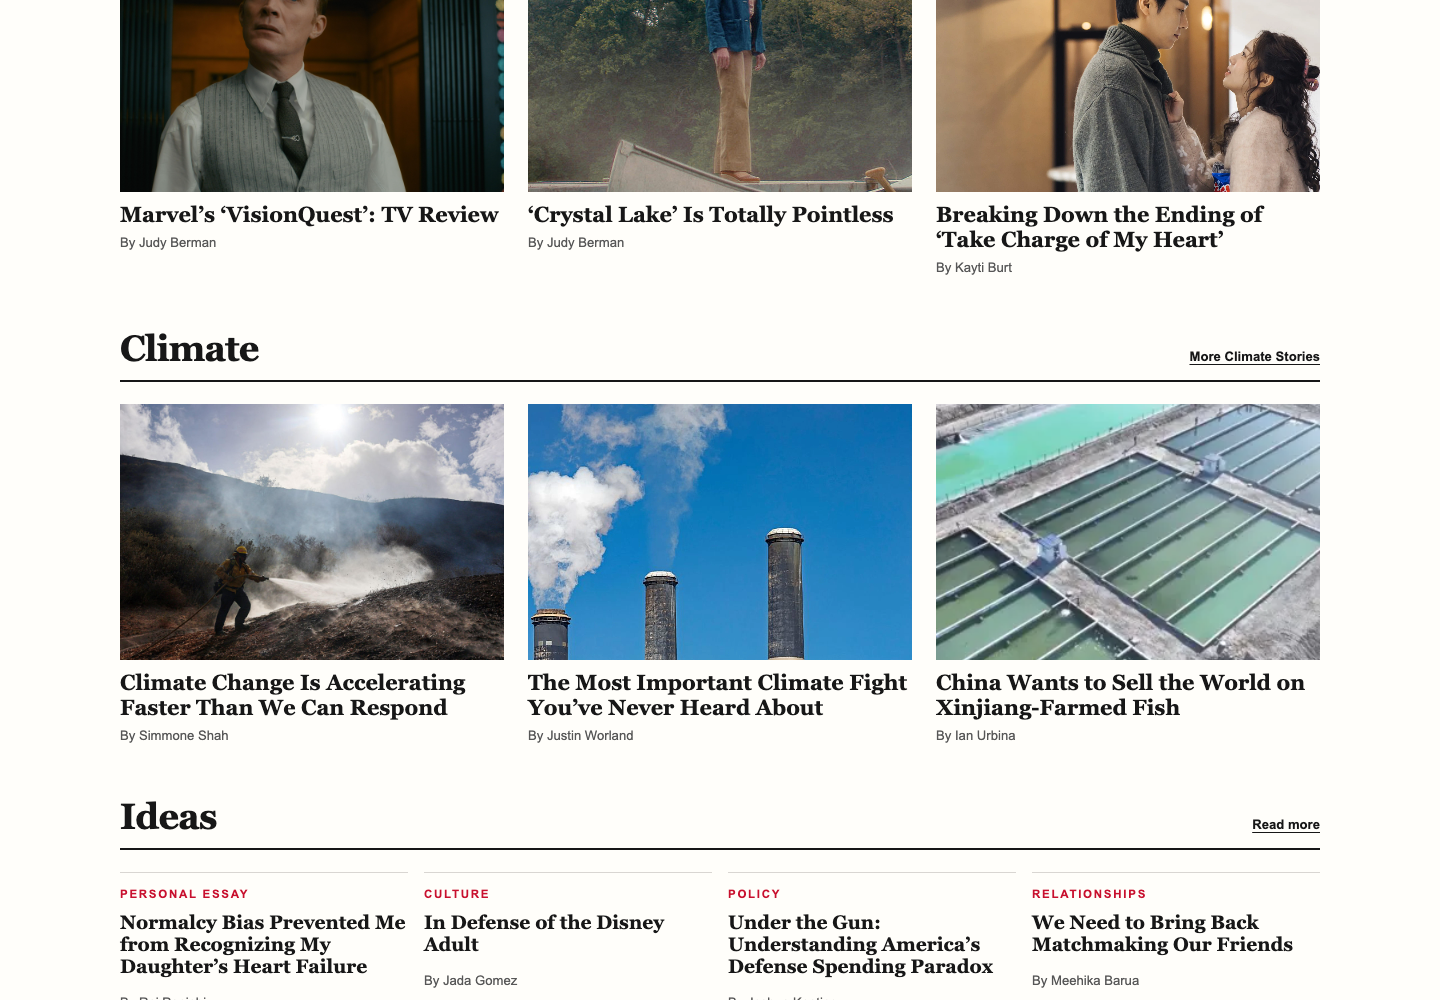 Marvel’s ‘VisionQuest’: TV Review
By Judy Berman
‘Crystal Lake’ Is Totally Pointless
By Judy Berman
Breaking Down the Ending of
‘Take Charge of My Heart’
By Kayti Burt
Climate
More Climate Stories
Climate Change Is Accelerating
Faster Than We Can Respond
By Simmone Shah
The Most Important Climate Fight
You’ve Never Heard About
By Justin Worland
China Wants to Sell the World on
Xinjiang-Farmed Fish
By Ian Urbina
Ideas
Read more
PERSONAL ESSAY
Normalcy Bias Prevented Me
from Recognizing My
Daughter’s Heart Failure
CULTURE
In Defense of the Disney
Adult
By Jada Gomez
POLICY
Under the Gun:
Understanding America’s
Defense Spending Paradox
RELATIONSHIPS
We Need to Bring Back
Matchmaking Our Friends
By Meehika Barua